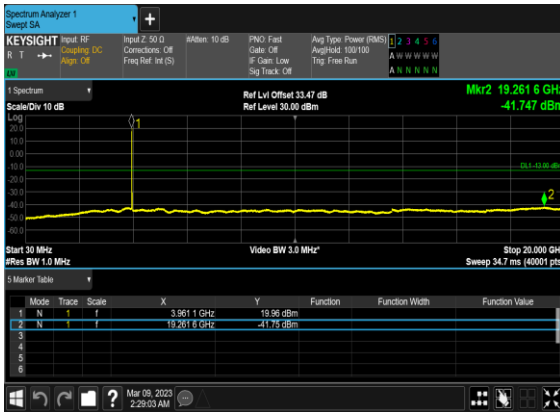 Spectrum Analyzer 1
Swept SA
+
KEYSIGHT Input: RF Input Z: 50 Ω #Atten: 10 dB PNO: Fast Avg Type: Power (RMS) 1 2 3 4 5 6
R T Coupling: DC Corrections: Off Gate: Off Avg|Hold: 100/100 A W W W W W
Align: Off Freq Ref: Int (S) IF Gain: Low Trig: Free Run
Sig Track: Off A N N N N N
1 Spectrum
Ref Lvl Offset 33.47 dB
Mkr2 19.261 6 GHz
Scale/Div 10 dB
Ref Level 30.00 dBm
-41.747 dBm
Log
20.0
10.0
0.00
-10.0
-20.0
-30.0
-40.0
-50.0
-60.0
1
DL1 -13.00 dBm
2
Start 30 MHz Video BW 3.0 MHz* Stop 20.000 GHz
#Res BW 1.0 MHz Sweep 34.7 ms (40001 pts
5 Marker Table
Mode Trace Scale X Y Function Function Width Function Value
1 N 1 f 3.961 1 GHz 19.96 dBm
2 N 1 f 19.261 6 GHz -41.75 dBm
3
4
5
6
?
Mar 09, 2023
2:29:03 AM